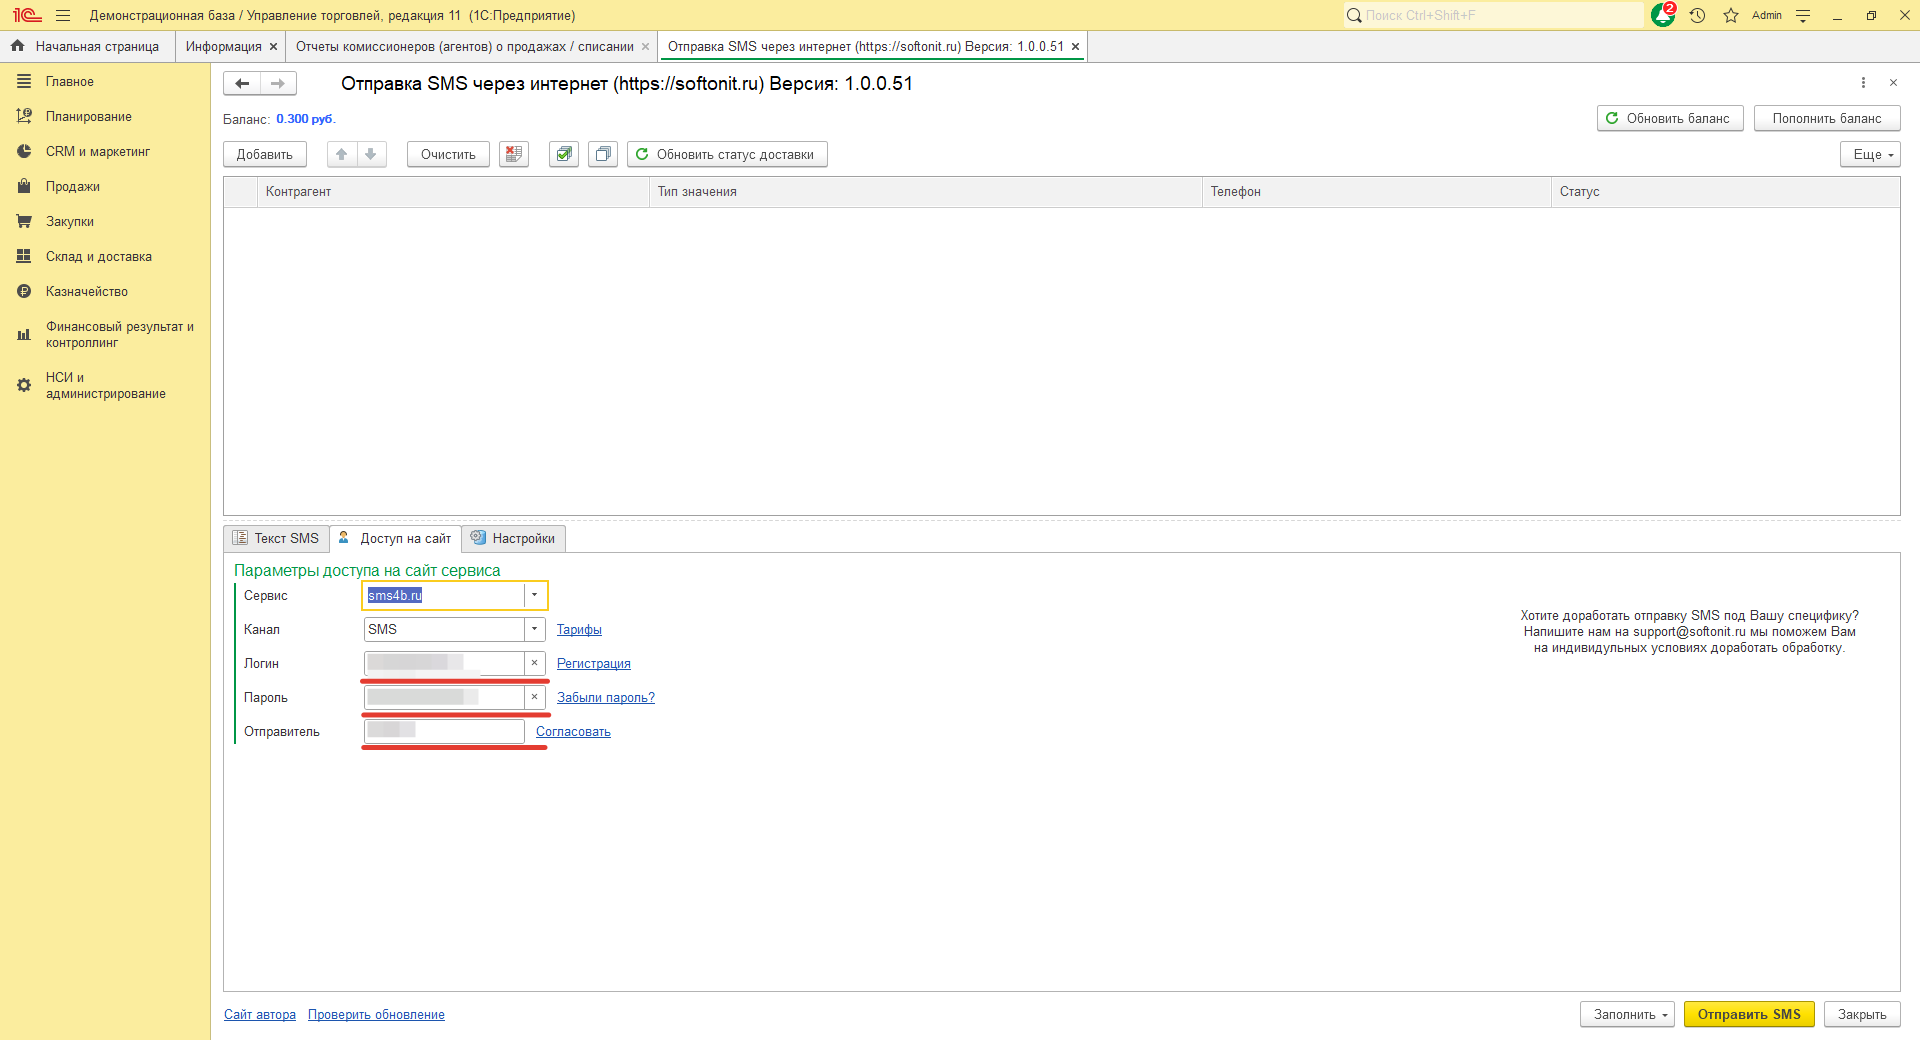 1С Демонстрационная база / Управление торговлей, редакция 11 (1С:Предприятие) Поиск Ctrl+Shift+F 2 Admin
Начальная страница Информация Отчеты комиссионеров (агентов) о продажах / списании Отправка SMS через интернет (https://softonit.ru) Версия: 1.0.0.51
Главное
Планирование
CRM и маркетинг
Продажи
Закупки
Склад и доставка
Казначейство
Финансовый результат и
контроллинг
НСИ и
администрирование
Отправка SMS через интернет (https://softonit.ru) Версия: 1.0.0.51
Баланс: 0.300 руб. Обновить баланс Пополнить баланс
Добавить Очистить Обновить статус доставки Еще
Контрагент Тип значения Телефон Статус
Текст SMS Доступ на сайт Настройки
Параметры доступа на сайт сервиса
Сервис sms4b.ru
Канал SMS Тарифы
Логин Регистрация
Пароль Забыли пароль?
Отправитель Согласовать
Хотите доработать отправку SMS под Вашу специфику?
Напишите нам на support@softonit.ru мы поможем Вам
на индивидульных условиях доработать обработку.
Сайт автора Проверить обновление Заполнить Отправить SMS Закрыть